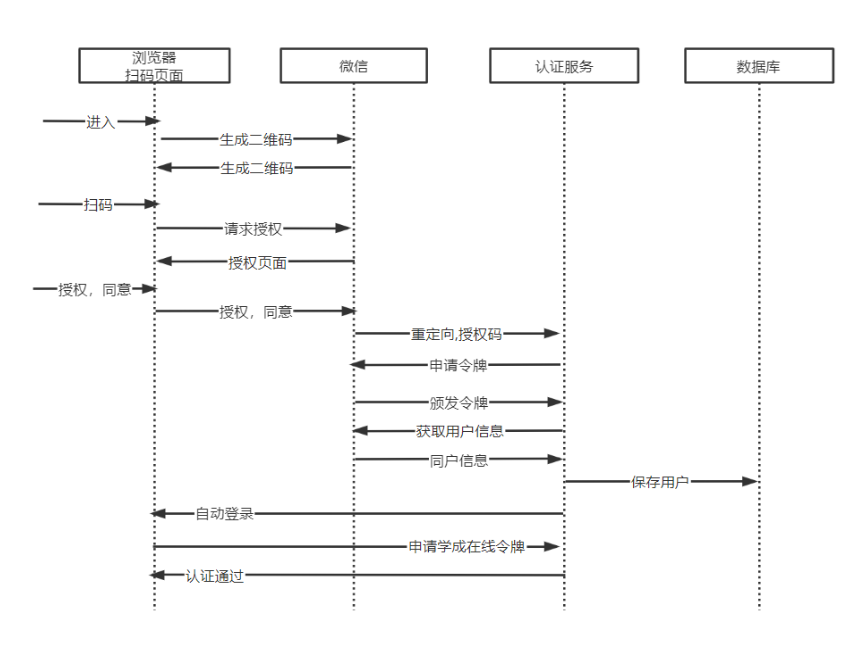 浏览器
扫码页面
微信
认证服务
数据库
进入
生成二维码
生成二维码
扫码
请求授权
授权页面
授权，同意
授权，同意
重定向,授权码
申请令牌
颁发令牌
获取用户信息
同户信息
保存用户
自动登录
申请学成在线令牌
认证通过